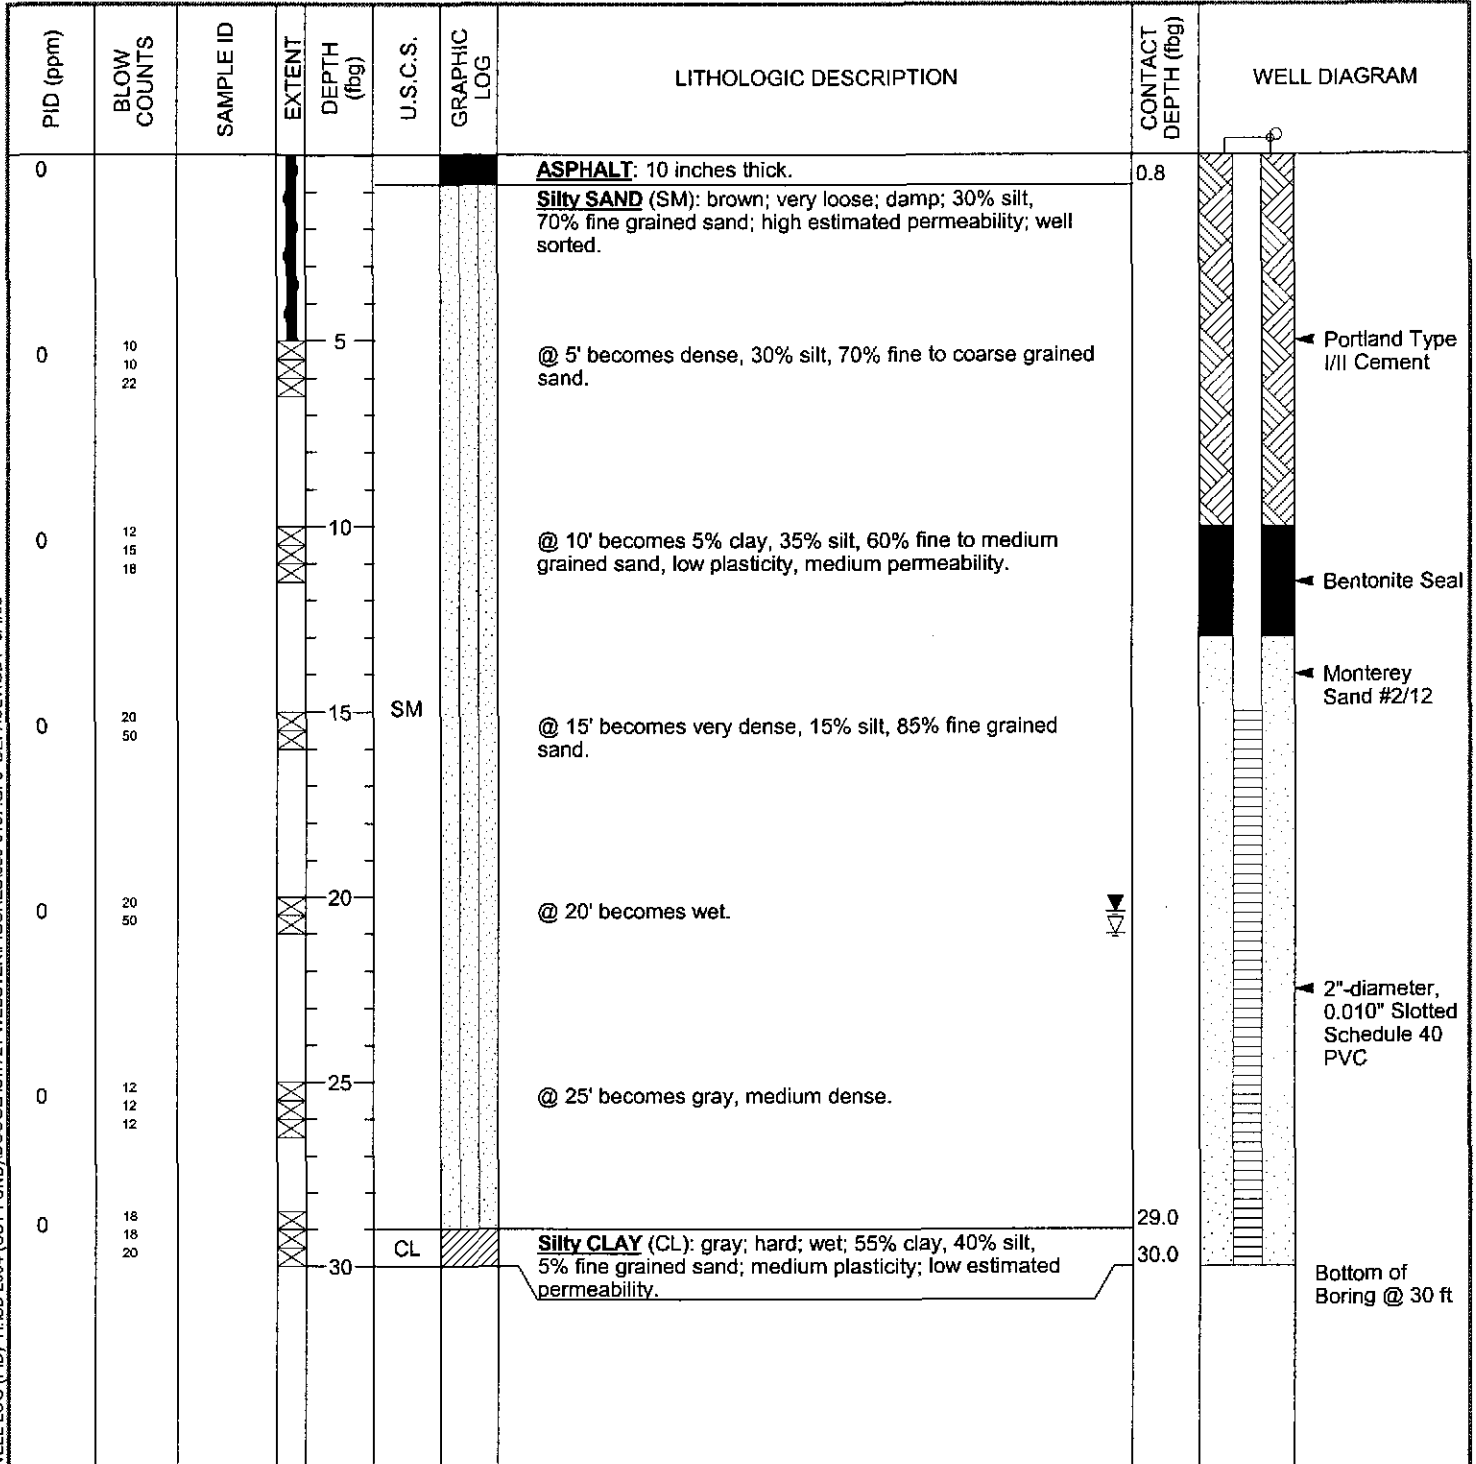 PID (ppm)
BLOW
COUNTS
SAMPLE ID
EXTENT
DEPTH
(fbg)
U.S.C.S.
GRAPHIC
LOG
LITHOLOGIC DESCRIPTION
CONTACT
DEPTH (fbg)
WELL DIAGRAM
0
ASPHALT: 10 inches thick.
0.8
Silty SAND (SM): brown; very loose; damp; 30% silt,
70% fine grained sand; high estimated permeability; well
sorted.
0
10
10
22
5
@ 5' becomes dense, 30% silt, 70% fine to coarse grained
sand.
Portland Type
I/II Cement
0
12
15
18
10
@ 10' becomes 5% clay, 35% silt, 60% fine to medium
grained sand, low plasticity, medium permeability.
Bentonite Seal
Monterey
Sand #2/12
0
20
50
15
SM
@ 15' becomes very dense, 15% silt, 85% fine grained
sand.
0
20
50
20
@ 20' becomes wet.
2"-diameter,
0.010" Slotted
Schedule 40
PVC
0
12
12
12
25
@ 25' becomes gray, medium dense.
0
18
18
20
29.0
CL
Silty CLAY (CL): gray; hard; wet; 55% clay, 40% silt,
5% fine grained sand; medium plasticity; low estimated
permeability.
30
30.0
Bottom of
Boring @ 30 ft